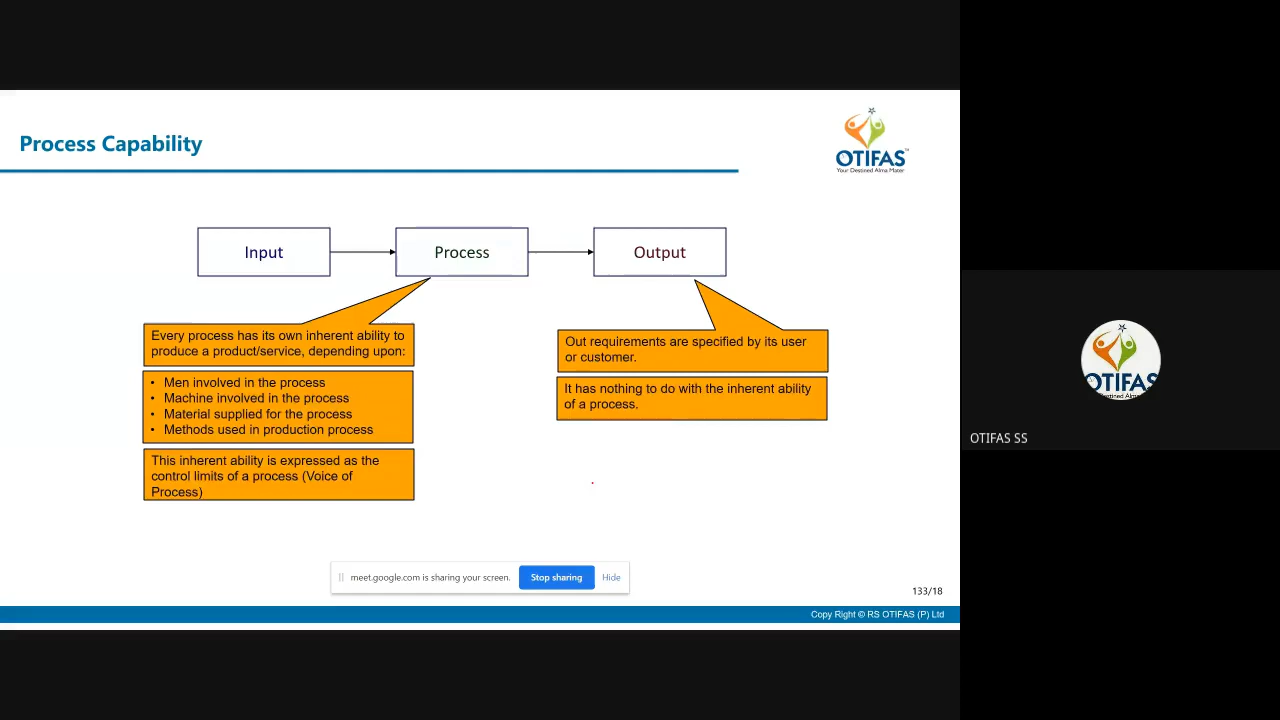 Process Capability
OTIFAS
Your Destined Alma Mater
Input
Process
Output
Every process has its own inherent ability to
produce a product/service, depending upon:
• Men involved in the process
• Machine involved in the process
• Material supplied for the process
• Methods used in production process
This inherent ability is expressed as the
control limits of a process (Voice of
Process)
Out requirements are specified by its user
or customer.
It has nothing to do with the inherent ability
of a process.
meet.google.com is sharing your screen. Stop sharing Hide
133/18
Copy Right © RS OTIFAS (P) Ltd
OTIFAS
OTIFAS SS